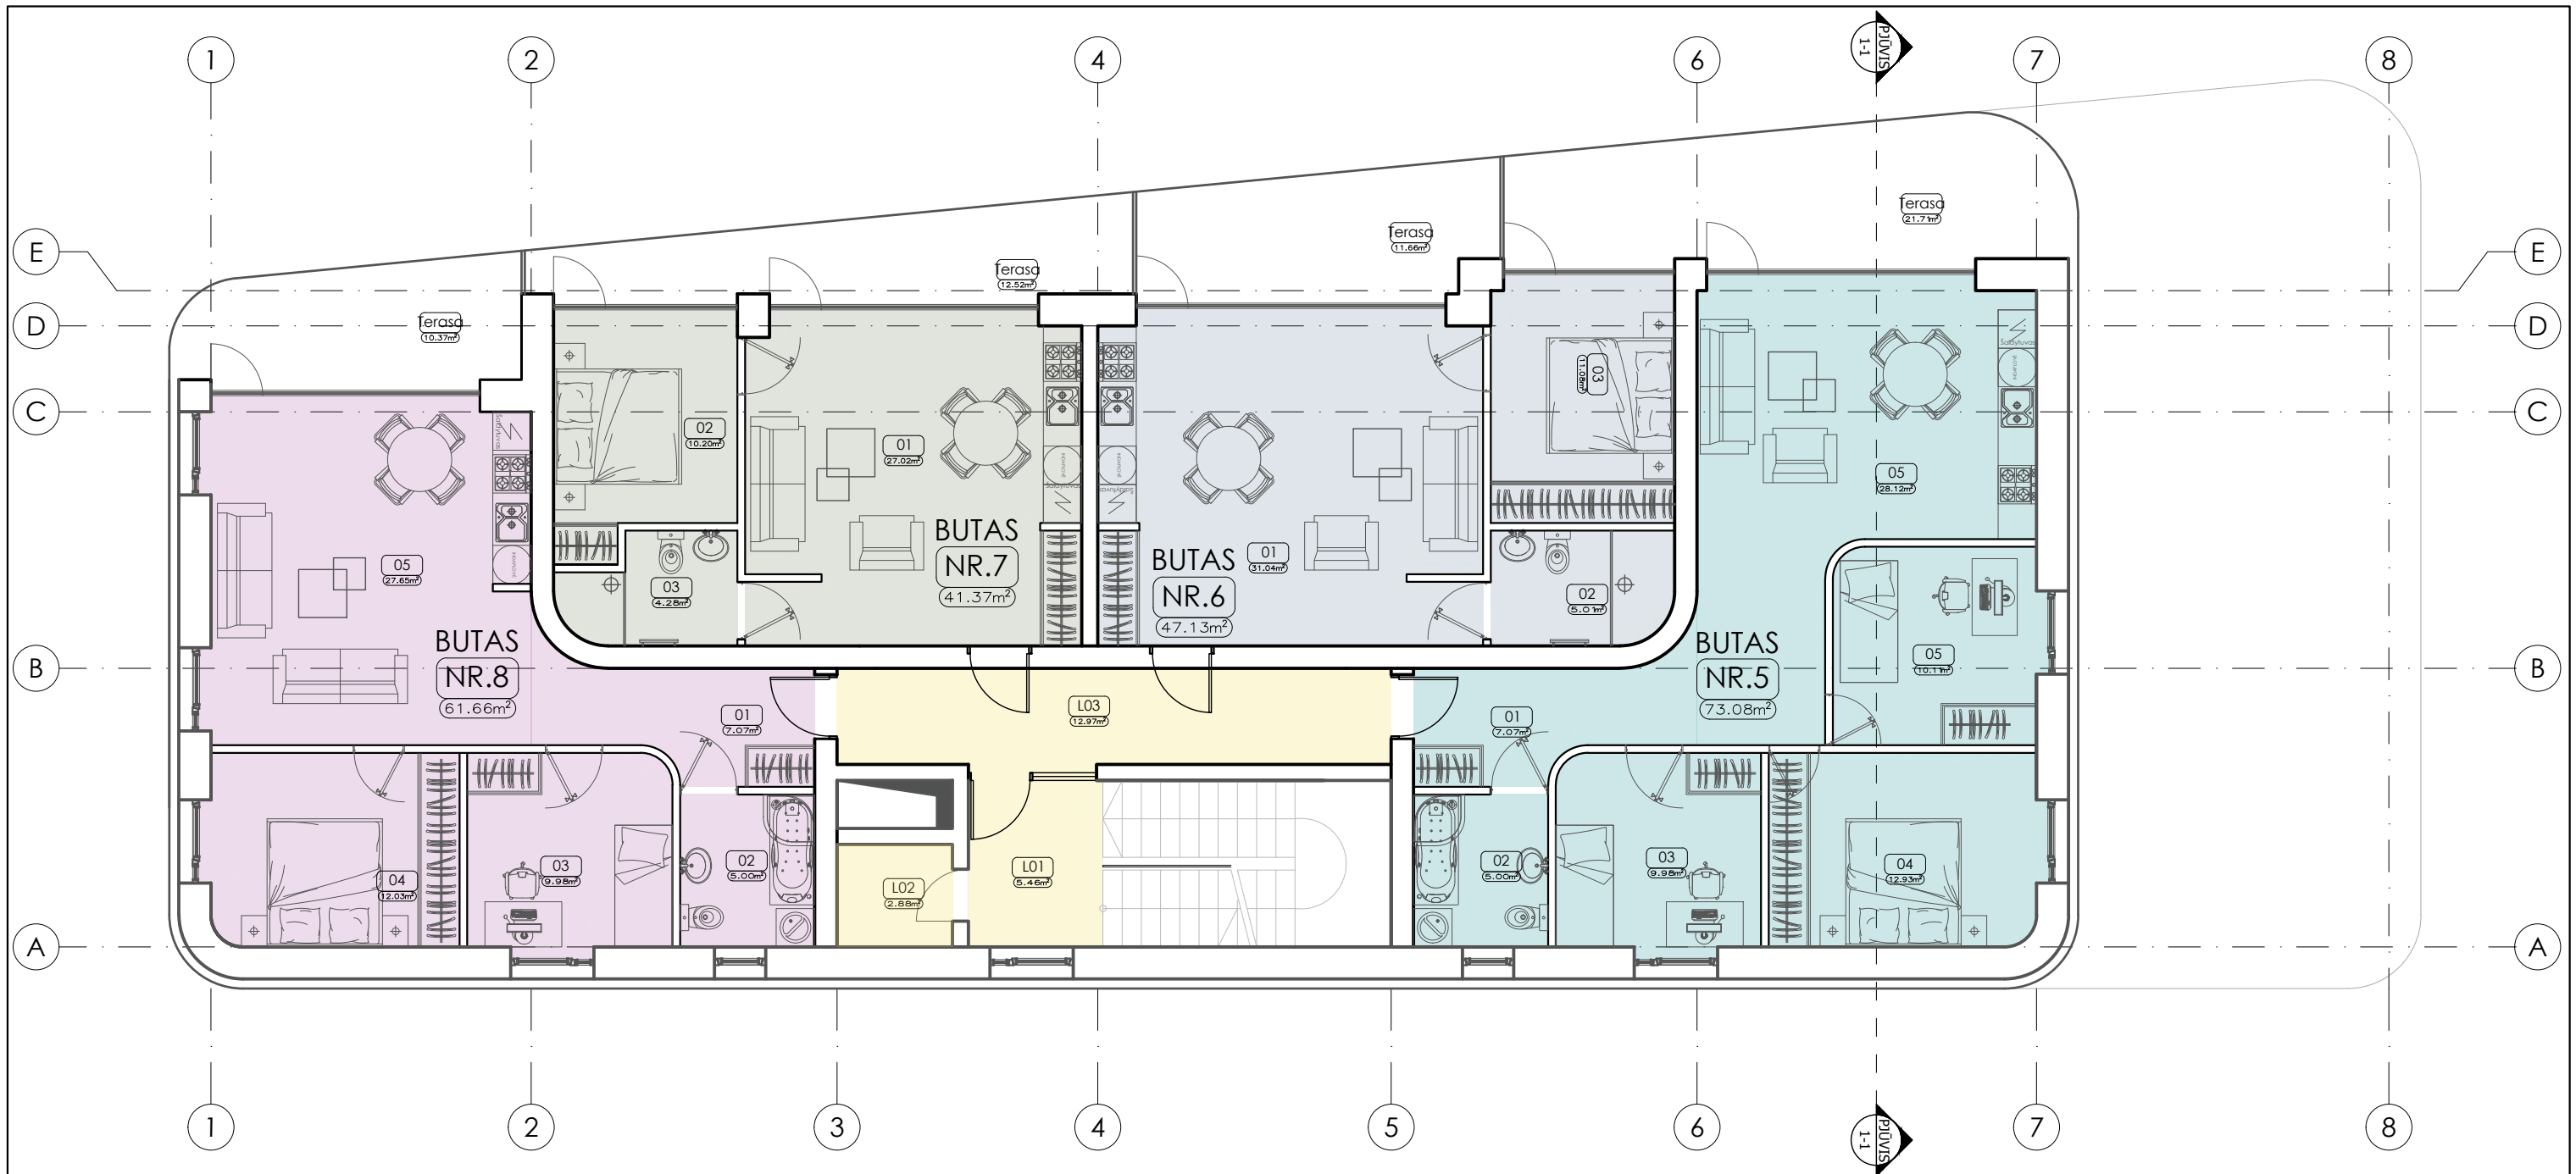 1
2
4
6
7
8
PJŪVIS
1-1
E
D
C
B
A
E
D
C
B
A
Terasa
10.37m²
Terasa
12.52m²
Terasa
11.66m²
Terasa
21.71m²
Šaldytuvas
05
27.65m²
BUTAS
NR.8
61.66m²
01
7.07m²
02
5.00m²
03
9.98m²
04
12.03m²
02
10.20m²
01
27.02m²
03
4.28m²
BUTAS
NR.7
41.37m²
Šaldytuvas
Šaldytuvas
BUTAS
NR.6
47.13m²
01
31.04m²
03
11.08m²
02
5.01m²
Šaldytuvas
05
28.12m²
BUTAS
NR.5
73.08m²
05
10.11m²
01
7.07m²
02
5.00m²
03
9.98m²
04
12.93m²
L03
12.97m²
L01
5.46m²
L02
2.88m²
1
2
3
4
5
6
7
8
PJŪVIS
1-1